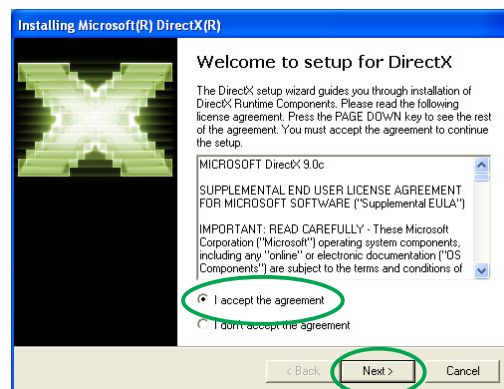 Installing Microsoft(R) DirectX(R)
Welcome to setup for DirectX
The DirectX setup wizard guides you through installation of
DirectX Runtime Components. Please read the following
license agreement. Press the PAGE DOWN key to see the rest
of the agreement. You must accept the agreement to continue
the setup.
MICROSOFT DirectX 9.0c
SUPPLEMENTAL END USER LICENSE AGREEMENT
FOR MICROSOFT SOFTWARE ("Supplemental EULA")
IMPORTANT: READ CAREFULLY - These Microsoft
Corporation ("Microsoft") operating system components,
including any "online" or electronic documentation ("OS
Components") are subject to the terms and conditions of
I accept the agreement
I don't accept the agreement
< Back
Next >
Cancel